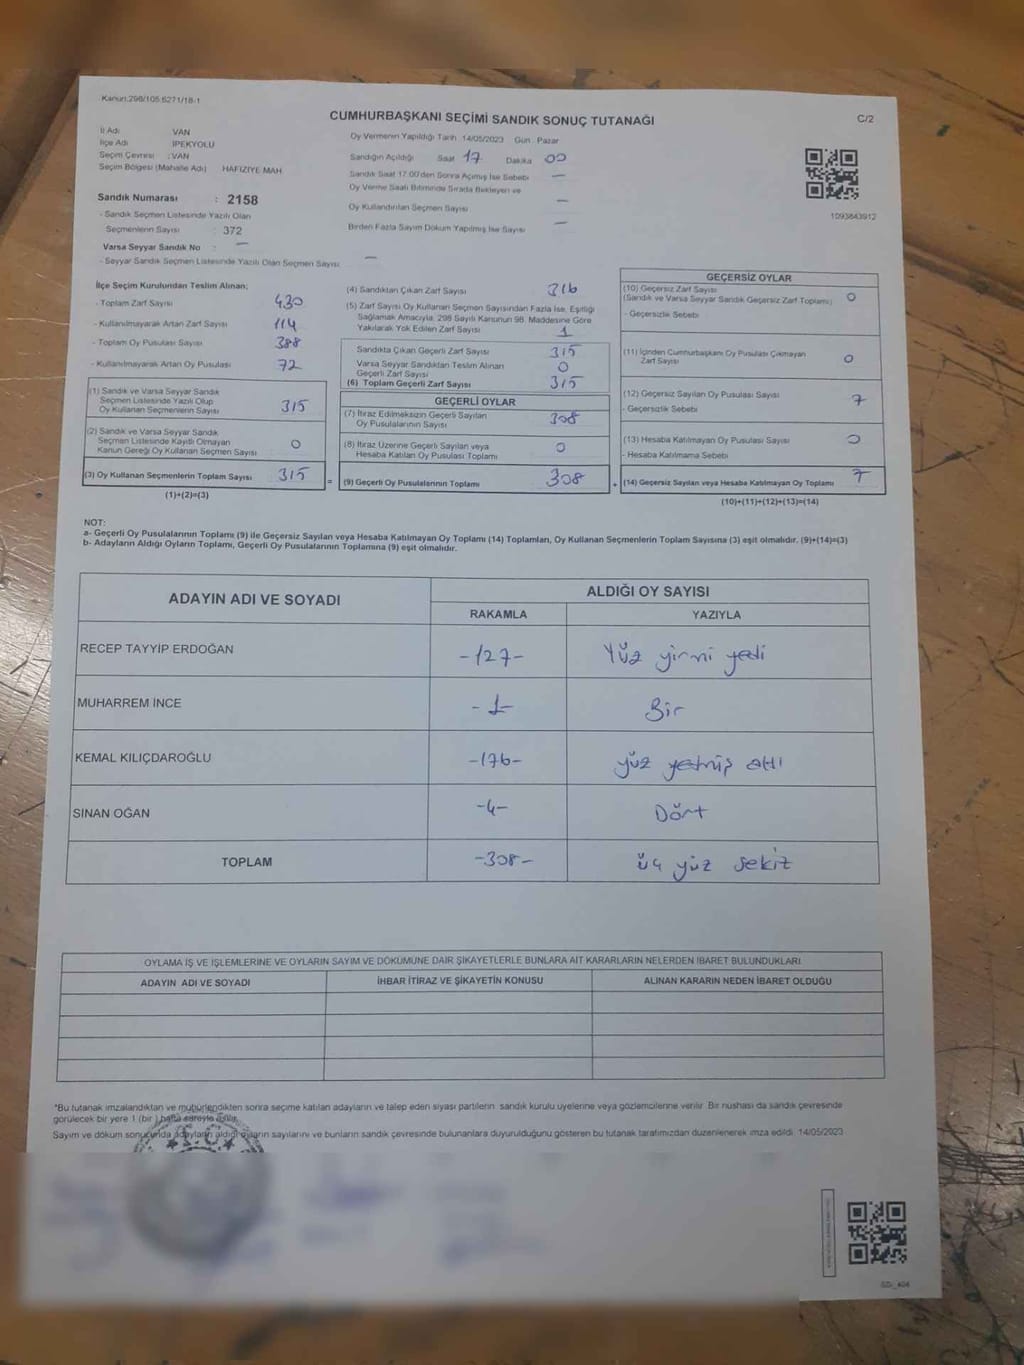 Kanun:298/105,6271/18-1
CUMHURBAŞKANI SEÇİMİ SANDIK SONUÇ TUTANAĞI
C/2
İl Adı VAN
İlçe Adı İPEKYOLU
Seçim Çevresi : VAN
Seçim Bölgesi (Mahalle Adı) HAFIZIYE MAH
Sandık Numarası : 2158
- Sandık Seçmen Listesinde Yazılı Olan
Seçmenlerin Sayısı : 372
Varsa Seyyar Sandık No : —
- Seyyar Sandık Seçmen Listesinde Yazılı Olan Seçmen Sayısı —
Oy Vermenin Yapıldığı Tarih 14/05/2023 Gün Pazar
Sandığın Açıldığı Saat 17 Dakika 00
Sandık Saat 17.00'den Sonra Açılmış İse Sebebi —
Oy Verme Saati Bitiminde Sırada Bekleyen ve
Oy Kullandırılan Seçmen Sayısı —
Birden Fazla Sayım Döküm Yapılmış İse Sayısı —
1093843912
İlçe Seçim Kurulundan Teslim Alınan;
- Toplam Zarf Sayısı 430
- Kullanılmayarak Artan Zarf Sayısı 114
- Toplam Oy Pusulası Sayısı 388
- Kullanılmayarak Artan Oy Pusulası 72
(1) Sandık ve Varsa Seyyar Sandık
Seçmen Listesinde Yazılı Olup
Oy Kullanan Seçmenlerin Sayısı 315
(2) Sandık ve Varsa Seyyar Sandık
Seçmen Listesinde Kayıtlı Olmayan
Kanun Gereği Oy Kullanan Seçmen Sayısı 0
(3) Oy Kullanan Seçmenlerin Toplam Sayısı 315
(1)+(2)=(3)
(4) Sandıktan Çıkan Zarf Sayısı 316
(5) Zarf Sayısı Oy Kullanan Seçmen Sayısından Fazla İse, Eşitliği
Sağlamak Amacıyla, 298 Sayılı Kanunun 98. Maddesine Göre
Yakılarak Yok Edilen Zarf Sayısı 1
Sandıkta Çıkan Geçerli Zarf Sayısı 315
Varsa Seyyar Sandıktan Teslim Alınan
Geçerli Zarf Sayısı 0
(6) Toplam Geçerli Zarf Sayısı 315
GEÇERLİ OYLAR
(7) İtiraz Edilmeksizin Geçerli Sayılan
Oy Pusulalarının Sayısı 308
(8) İtiraz Üzerine Geçerli Sayılan veya
Hesaba Katılan Oy Pusulası Toplamı 0
= (9) Geçerli Oy Pusulalarının Toplamı 308
GEÇERSİZ OYLAR
(10) Geçersiz Zarf Sayısı
(Sandık ve Varsa Seyyar Sandık Geçersiz Zarf Toplamı) 0
- Geçersizlik Sebebi
(11) İçinden Cumhurbaşkanı Oy Pusulası Çıkmayan
Zarf Sayısı 0
(12) Geçersiz Sayılan Oy Pusulası Sayısı 7
- Geçersizlik Sebebi
(13) Hesaba Katılmayan Oy Pusulası Sayısı 0
- Hesaba Katılmama Sebebi
+ (14) Geçersiz Sayılan veya Hesaba Katılmayan Oy Toplamı 7
(10)+(11)+(12)+(13)=(14)
NOT:
a- Geçerli Oy Pusulalarının Toplamı (9) ile Geçersiz Sayılan veya Hesaba Katılmayan Oy Toplamı (14) Toplamları, Oy Kullanan Seçmenlerin Toplam Sayısına (3) eşit olmalıdır. (9)+(14)=(3)
b- Adayların Aldığı Oyların Toplamı, Geçerli Oy Pusulalarının Toplamına (9) eşit olmalıdır.
ADAYIN ADI VE SOYADI
ALDIĞI OY SAYISI
RAKAMLA YAZIYLA
RECEP TAYYİP ERDOĞAN -127- Yüz yirmi yedi
MUHARREM İNCE -1- Bir
KEMAL KILIÇDAROĞLU -176- yüz yetmiş altı
SİNAN OĞAN -4- Dört
TOPLAM -308- üç yüz sekiz
OYLAMA İŞ VE İŞLEMLERİNE VE OYLARIN SAYIM VE DÖKÜMÜNE DAİR ŞİKAYETLERLE BUNLARA AİT KARARLARIN NELERDEN İBARET BULUNDUKLARI
ADAYIN ADI VE SOYADI İHBAR İTİRAZ VE ŞİKAYETİN KONUSU ALINAN KARARIN NEDEN İBARET OLDUĞU
*Bu tutanak imzalandıktan ve mühürlendikten sonra seçime katılan adayların ve talep eden siyasi partilerin sandık kurulu üyelerine veya gözlemcilerine verilir. Bir nüshası da sandık çevresinde
görülecek bir yere 1 (bir ) hafta süreyle asılır.
Sayım ve döküm sonucunda adayların aldığı oyların sayılarını ve bunların sandık çevresinde bulunanlara duyurulduğunu gösteren bu tutanak tarafımızdan düzenlenerek imza edildi. 14/05/2023